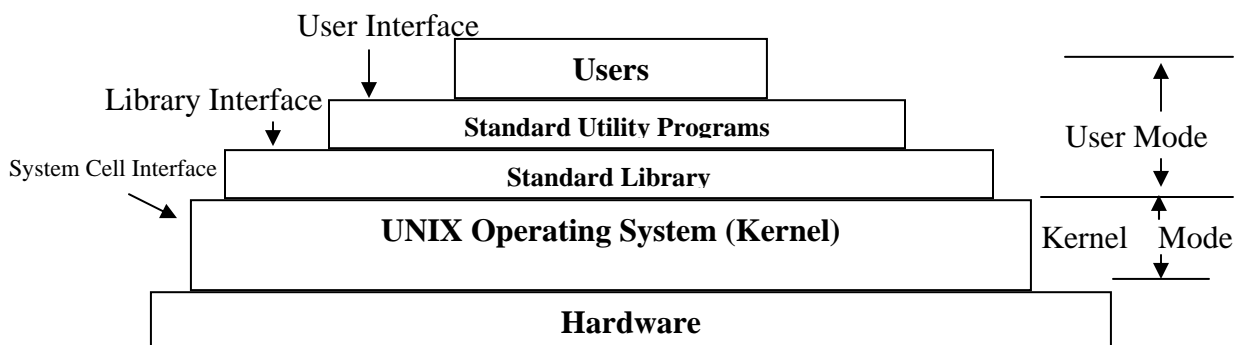 User Interface
Users
Library Interface
Standard Utility Programs
User Mode
System Cell Interface
Standard Library
UNIX Operating System (Kernel)
Kernel Mode
Hardware